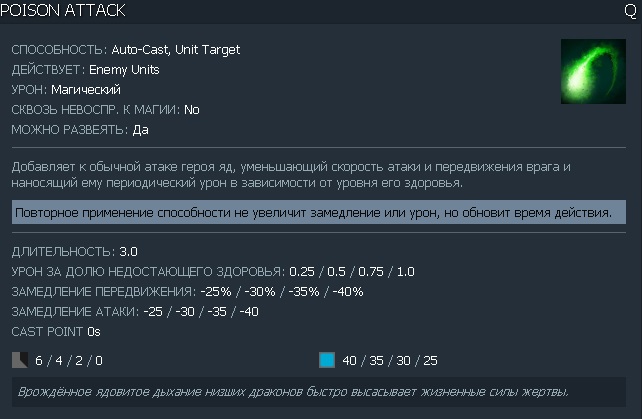 POISON ATTACK Q
СПОСОБНОСТЬ: Auto-Cast, Unit Target
ДЕЙСТВУЕТ: Enemy Units
УРОН: Магический
СКВОЗЬ НЕВОСПР. К МАГИИ: No
МОЖНО РАЗВЕЯТЬ: Да
Добавляет к обычной атаке героя яд, уменьшающий скорость атаки и передвижения врага и
наносящий ему периодический урон в зависимости от уровня его здоровья.
Повторное применение способности не увеличит замедление или урон, но обновит время действия.
ДЛИТЕЛЬНОСТЬ: 3.0
УРОН ЗА ДОЛЮ НЕДОСТАЮЩЕГО ЗДОРОВЬЯ: 0.25 / 0.5 / 0.75 / 1.0
ЗАМЕДЛЕНИЕ ПЕРЕДВИЖЕНИЯ: -25% / -30% / -35% / -40%
ЗАМЕДЛЕНИЕ АТАКИ: -25 / -30 / -35 / -40
CAST POINT 0s
6 / 4 / 2 / 0 40 / 35 / 30 / 25
Врождённое ядовитое дыхание низших драконов быстро высасывает жизненные силы жертвы.